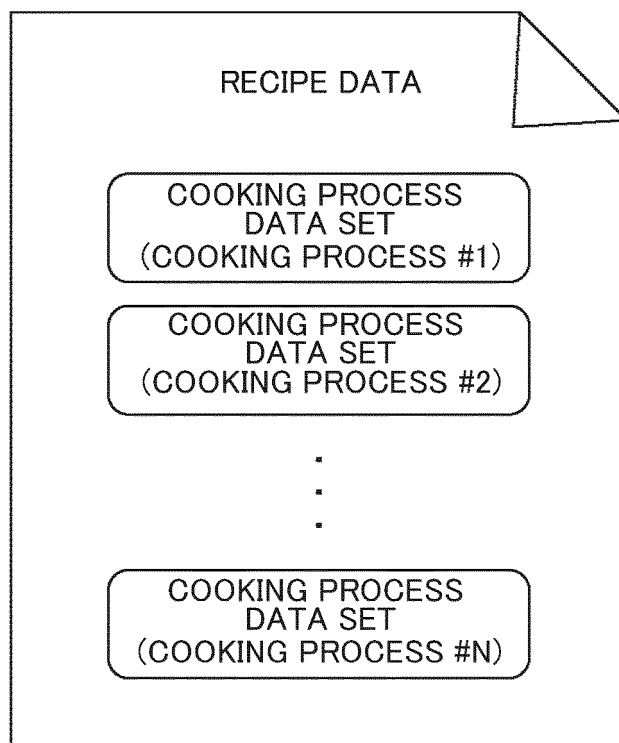 RECIPE DATA
COOKING PROCESS
DATA SET
(COOKING PROCESS #1)
COOKING PROCESS
DATA SET
(COOKING PROCESS #2)
COOKING PROCESS
DATA SET
(COOKING PROCESS #N)